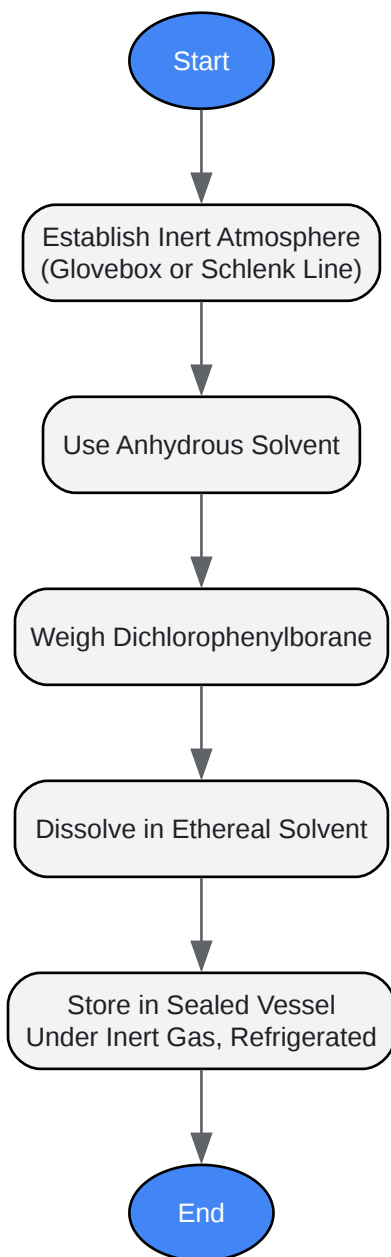 Start
Establish Inert Atmosphere
(Glovebox or Schlenk Line)
Use Anhydrous Solvent
Weigh Dichlorophenylborane
Dissolve in Ethereal Solvent
Store in Sealed Vessel
Under Inert Gas, Refrigerated
End